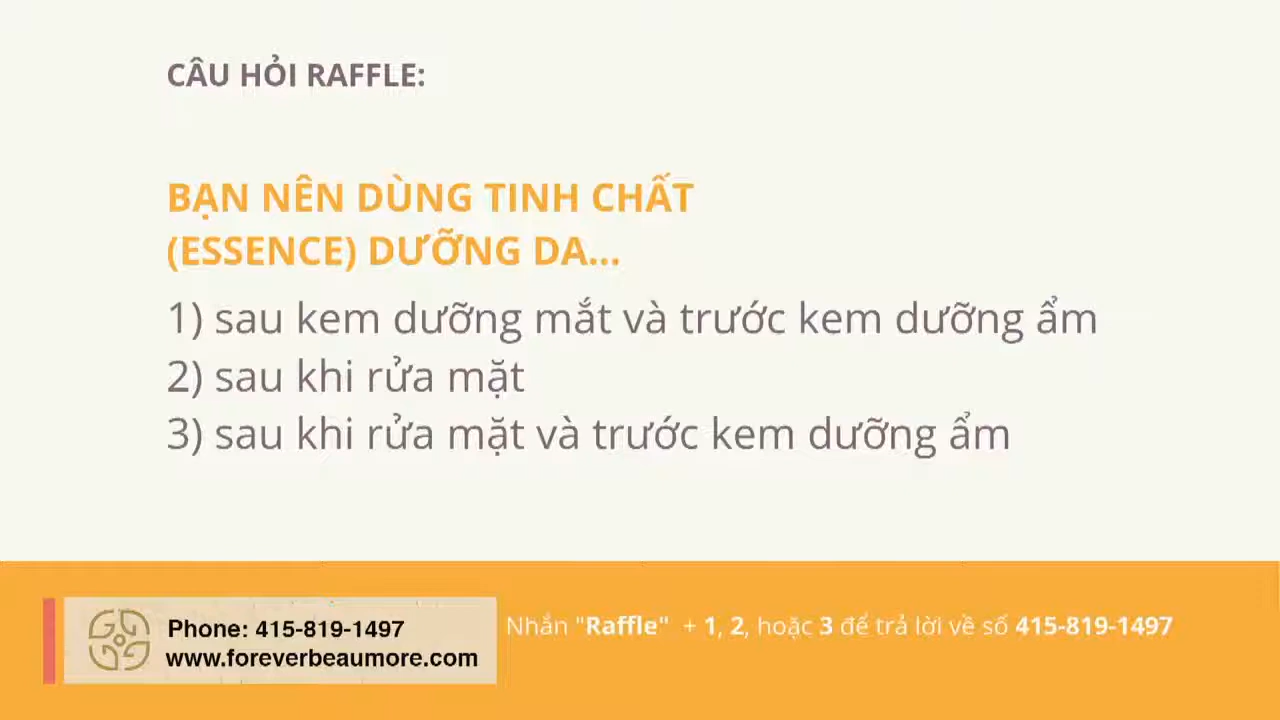 CÂU HỎI RAFFLE:
BẠN NÊN DÙNG TINH CHẤT
(ESSENCE) DƯỠNG DA...
1) sau kem dưỡng mắt và trước kem dưỡng ẩm
2) sau khi rửa mặt
3) sau khi rửa mặt và trước kem dưỡng ẩm
Nhắn "Raffle" + 1, 2, hoặc 3 để trả lời về số 415-819-1497
Phone: 415-819-1497
www.foreverbeaumore.com